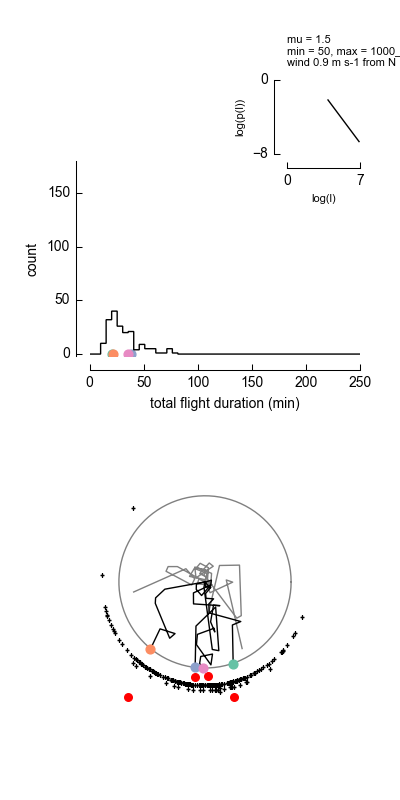 mu = 1.5
min = 50, max = 1000_
wind 0.9 m s-1 from N
0
log(p(l))
−8
0
7
log(l)
150
100
50
0
count
0
50
100
150
200
250
total flight duration (min)